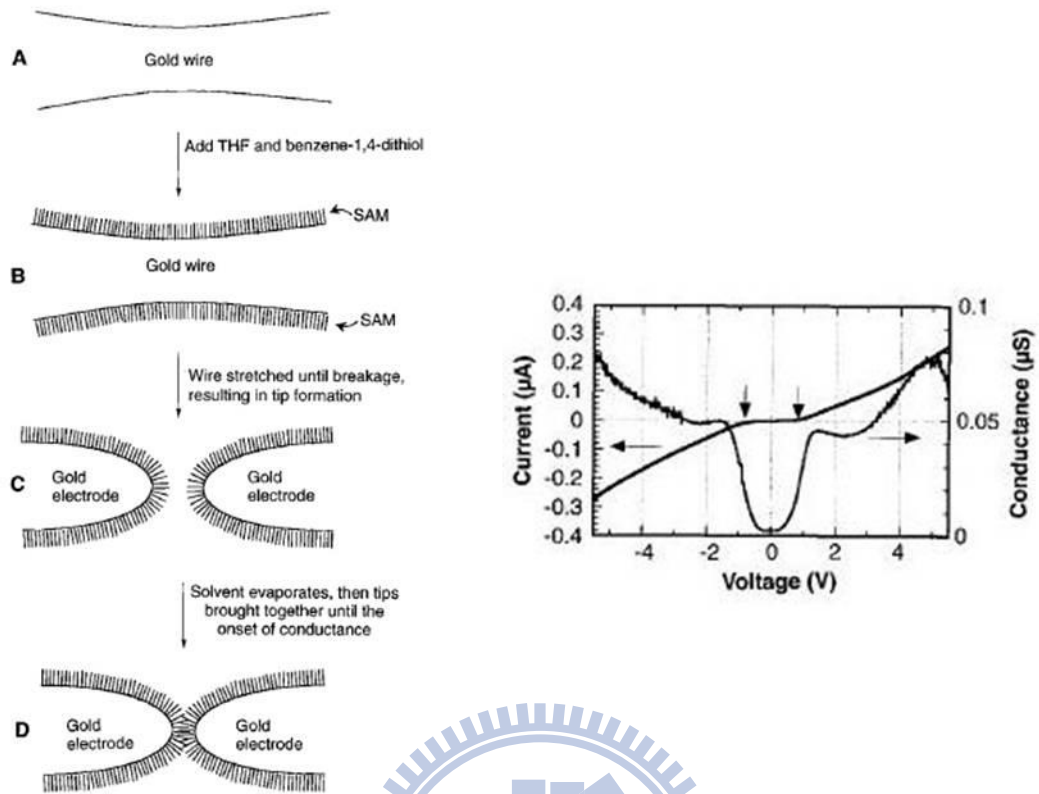 A
Gold wire
Add THF and benzene-1,4-dithiol
SAM
Gold wire
B
SAM
Wire stretched until breakage,
resulting in tip formation
C
Gold
electrode
Gold
electrode
Solvent evaporates, then tips
brought together until the
onset of conductance
D
Gold
electrode
Gold
electrode
Current (µA)
0.4
0.3
0.2
0.1
0
-0.1
-0.2
-0.3
-0.4
-4
-2
0
2
4
Voltage (V)
0.1
0.05
0
Conductance (µS)